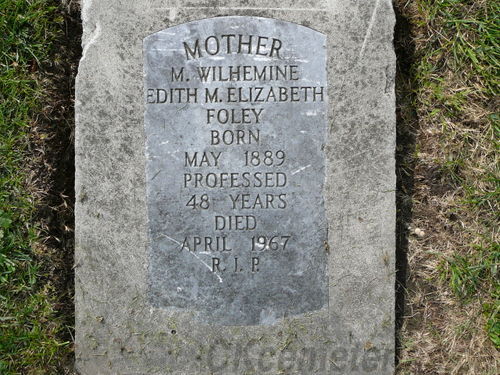 MOTHER
M. WILHEMINE
EDITH M. ELIZABETH
FOLEY
BORN
MAY 1889
PROFESSED
48 YEARS
DIED
APRIL 1967
R. I. P.